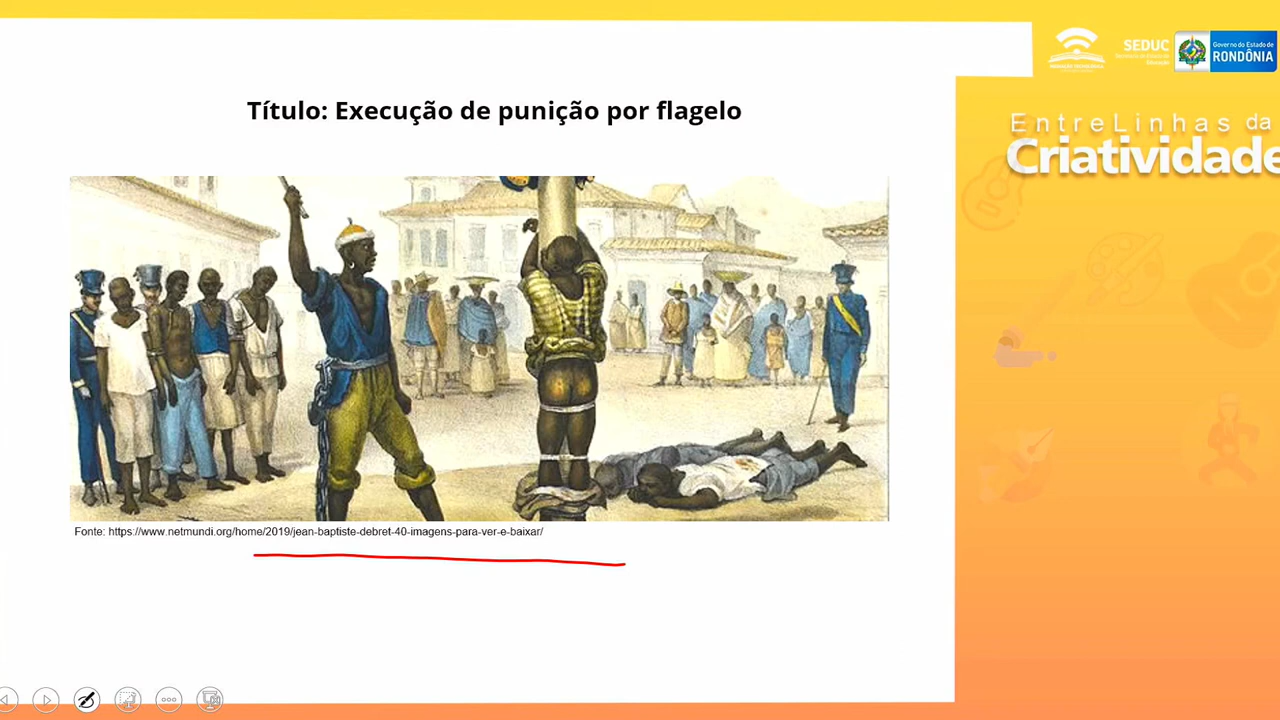 SEDUC
Governo do Estado de
RONDÔNIA
EntreLinhas da
Criatividade
Título: Execução de punição por flagelo
Fonte: https://www.netmundi.org/home/2019/jean-baptiste-debret-40-imagens-para-ver-e-baixar/